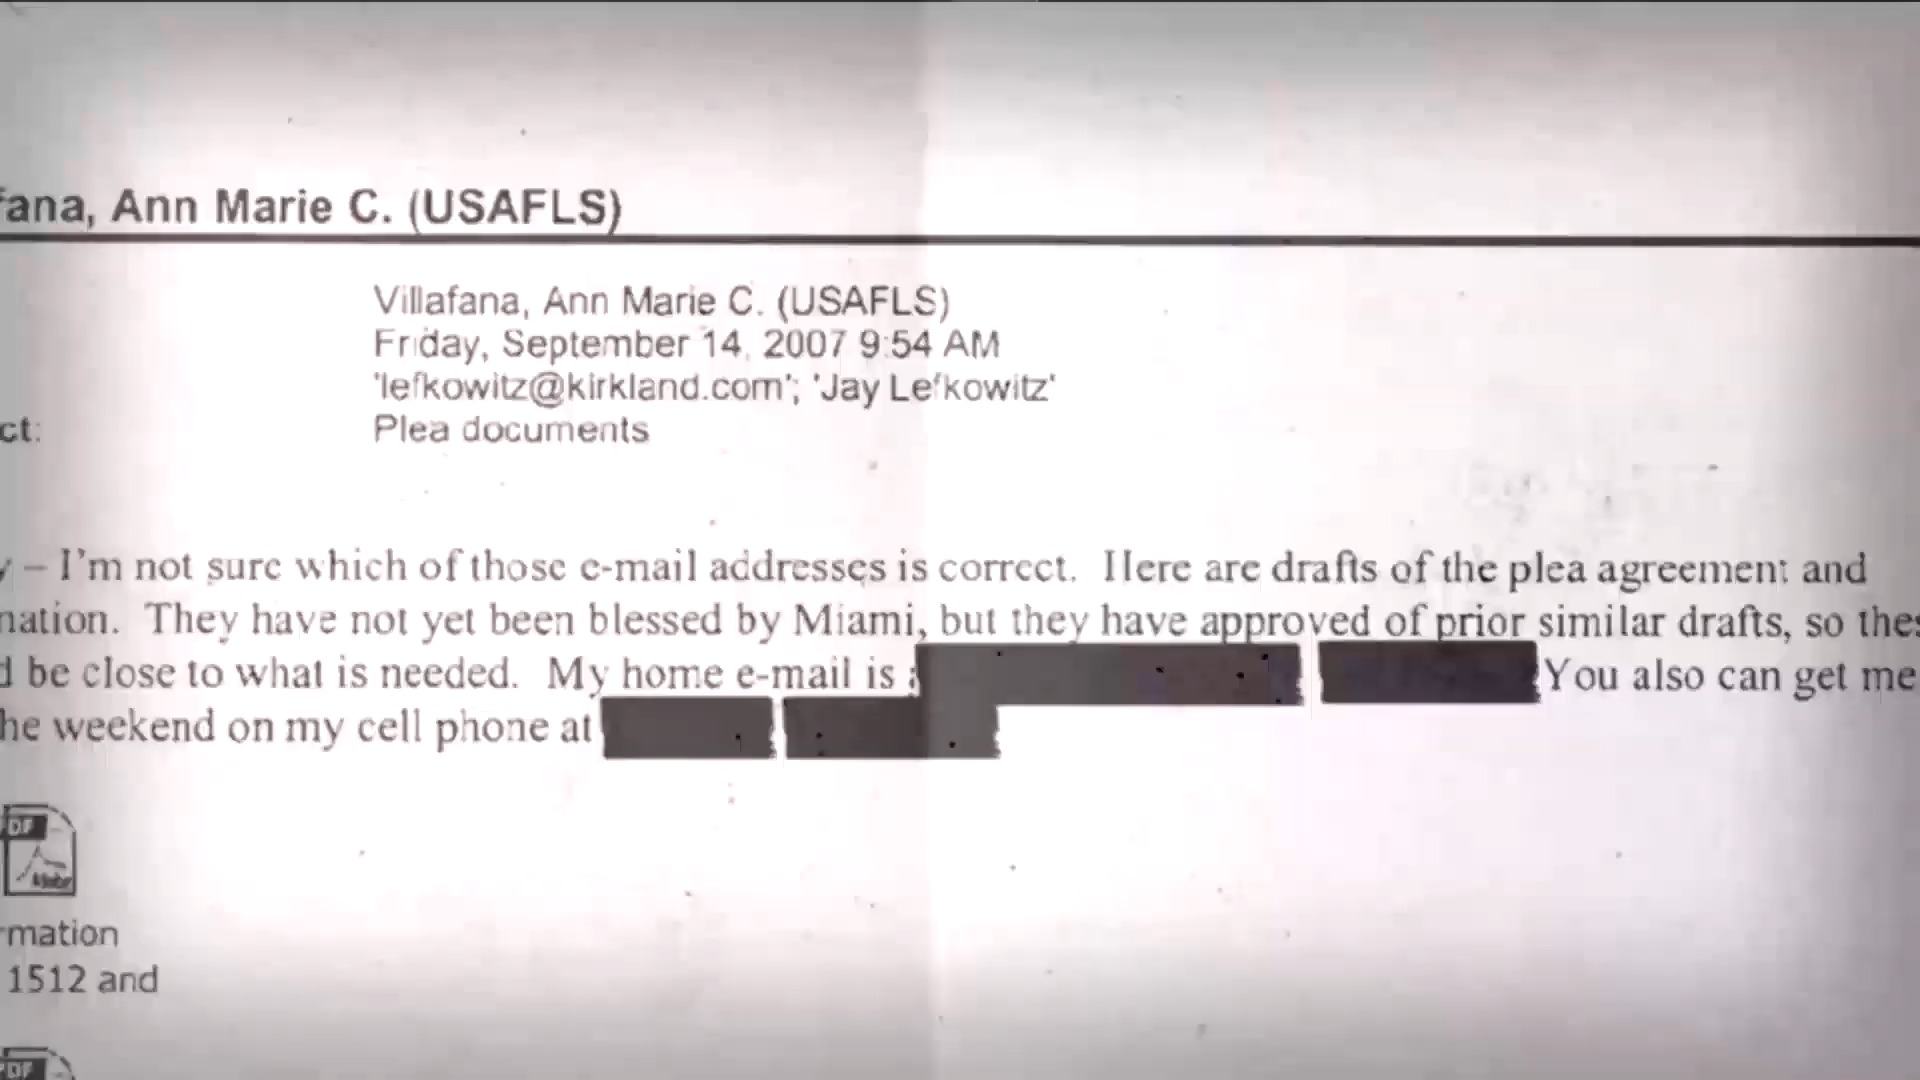 fana, Ann Marie C. (USAFLS)
Villafana, Ann Marie C. (USAFLS)
Friday, September 14, 2007 9:54 AM
'lefkowitz@kirkland.com'; 'Jay Lefkowitz'
ct: Plea documents
y – I'm not sure which of those e-mail addresses is correct. Here are drafts of the plea agreement and
nation. They have not yet been blessed by Miami, but they have approved of prior similar drafts, so thes
d be close to what is needed. My home e-mail is You also can get me
he weekend on my cell phone at
DF
Adobe
rmation
1512 and
PDF